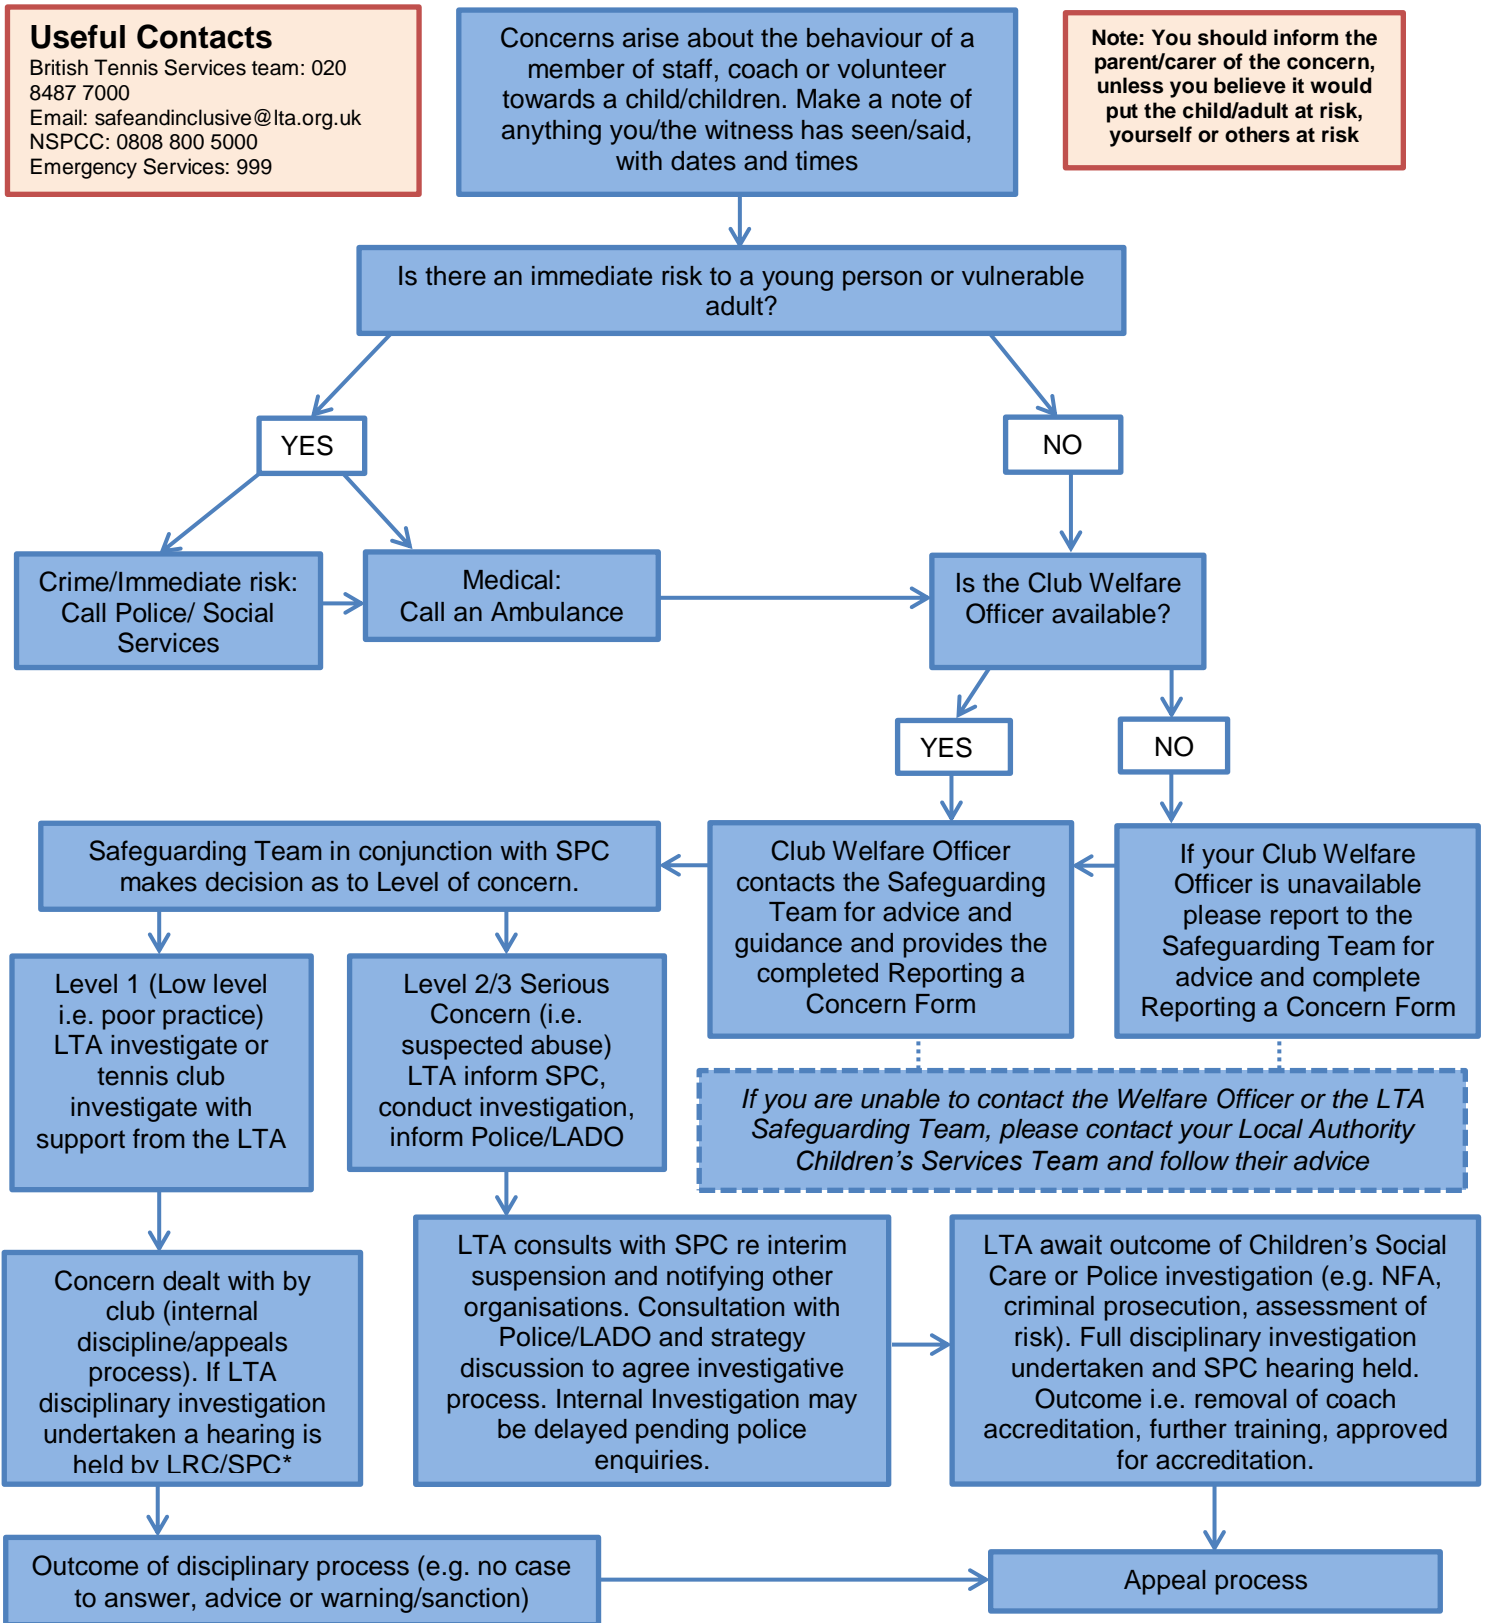 Useful Contacts
British Tennis Services team: 020
8487 7000
Email: safeandinclusive@lta.org.uk
NSPCC: 0808 800 5000
Emergency Services: 999
Concerns arise about the behaviour of a
member of staff, coach or volunteer
towards a child/children. Make a note of
anything you/the witness has seen/said,
with dates and times
Note: You should inform the
parent/carer of the concern,
unless you believe it would
put the child/adult at risk,
yourself or others at risk
Is there an immediate risk to a young person or vulnerable
adult?
YES
NO
Crime/Immediate risk:
Call Police/ Social
Services
Medical:
Call an Ambulance
Is the Club Welfare
Officer available?
YES
NO
Safeguarding Team in conjunction with SPC
makes decision as to Level of concern.
Club Welfare Officer
contacts the Safeguarding
Team for advice and
guidance and provides the
completed Reporting a
Concern Form
If your Club Welfare
Officer is unavailable
please report to the
Safeguarding Team for
advice and complete
Reporting a Concern Form
Level 1 (Low level
i.e. poor practice)
LTA investigate or
tennis club
investigate with
support from the LTA
Level 2/3 Serious
Concern (i.e.
suspected abuse)
LTA inform SPC,
conduct investigation,
inform Police/LADO
If you are unable to contact the Welfare Officer or the LTA
Safeguarding Team, please contact your Local Authority
Children’s Services Team and follow their advice
Concern dealt with by
club (internal
discipline/appeals
process). If LTA
disciplinary investigation
undertaken a hearing is
held by LRC/SPC*
LTA consults with SPC re interim
suspension and notifying other
organisations. Consultation with
Police/LADO and strategy
discussion to agree investigative
process. Internal Investigation may
be delayed pending police
enquiries.
LTA await outcome of Children’s Social
Care or Police investigation (e.g. NFA,
criminal prosecution, assessment of
risk). Full disciplinary investigation
undertaken and SPC hearing held.
Outcome i.e. removal of coach
accreditation, further training, approved
for accreditation.
Outcome of disciplinary process (e.g. no case
to answer, advice or warning/sanction)
Appeal process